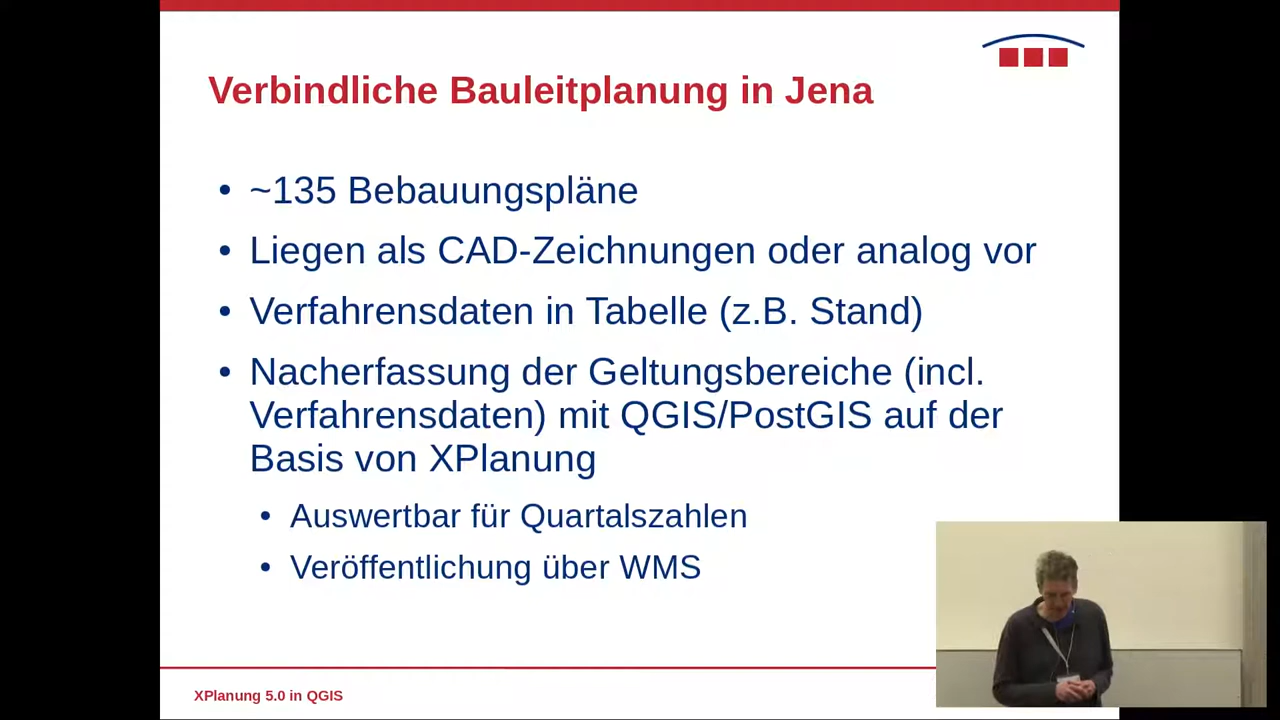 Verbindliche Bauleitplanung in Jena
• ~135 Bebauungspläne
• Liegen als CAD-Zeichnungen oder analog vor
• Verfahrensdaten in Tabelle (z.B. Stand)
• Nacherfassung der Geltungsbereiche (incl.
Verfahrensdaten) mit QGIS/PostGIS auf der
Basis von XPlanung
• Auswertbar für Quartalszahlen
• Veröffentlichung über WMS
XPlanung 5.0 in QGIS